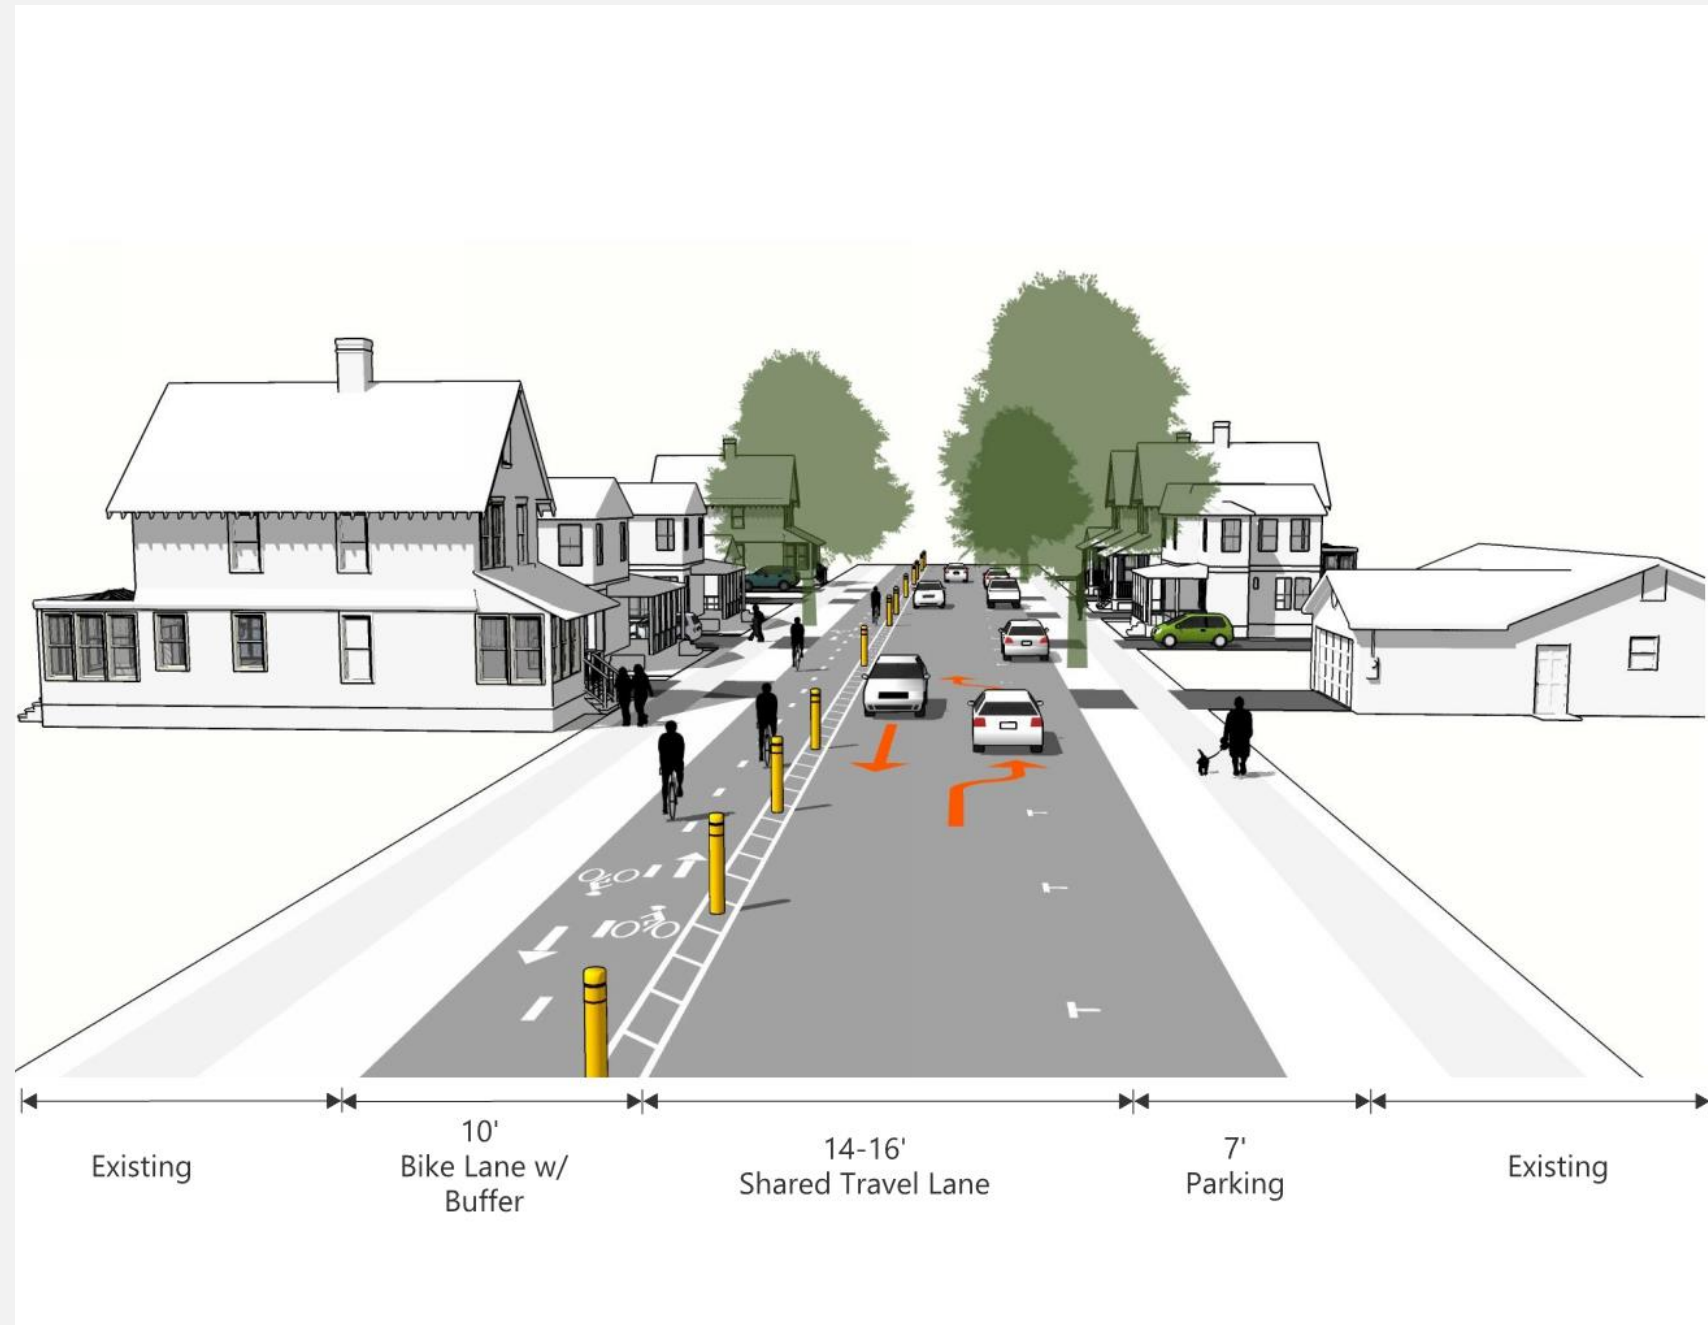 Existing
10'
Bike Lane w/
Buffer
14-16'
Shared Travel Lane
7'
Parking
Existing